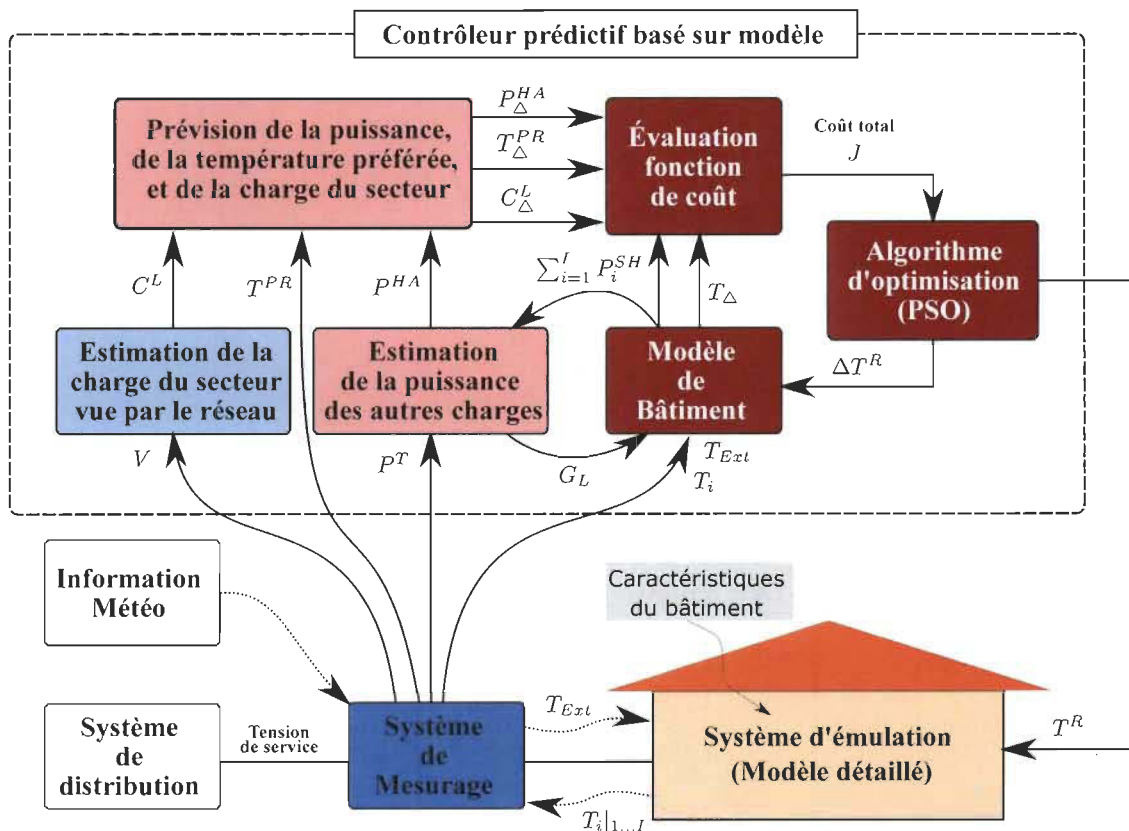 Contrôleur prédictif basé sur modèle
Prévision de la puissance,
de la température préférée,
et de la charge du secteur
P_△^{HA}
T_△^{PR}
C_△^L
Évaluation
fonction
de coût
Coût total
J
Algorithme
d'optimisation
(PSO)
C^L
T^{PR}
P^{HA}
∑_{i=1}^I P_i^{SH}
T_△
Estimation de la
charge du secteur
vue par le réseau
Estimation
de la puissance
des autres charges
Modèle
de
Bâtiment
ΔT^R
V
P^T
G_L
T_{Ext}
T_i
Information
Météo
Caractéristiques
du bâtiment
Système
de
distribution
Tension
de service
Système
de
Mesurage
T_{Ext}
T_i|_{1...I}
Système d'émulation
(Modèle détaillé)
T^R